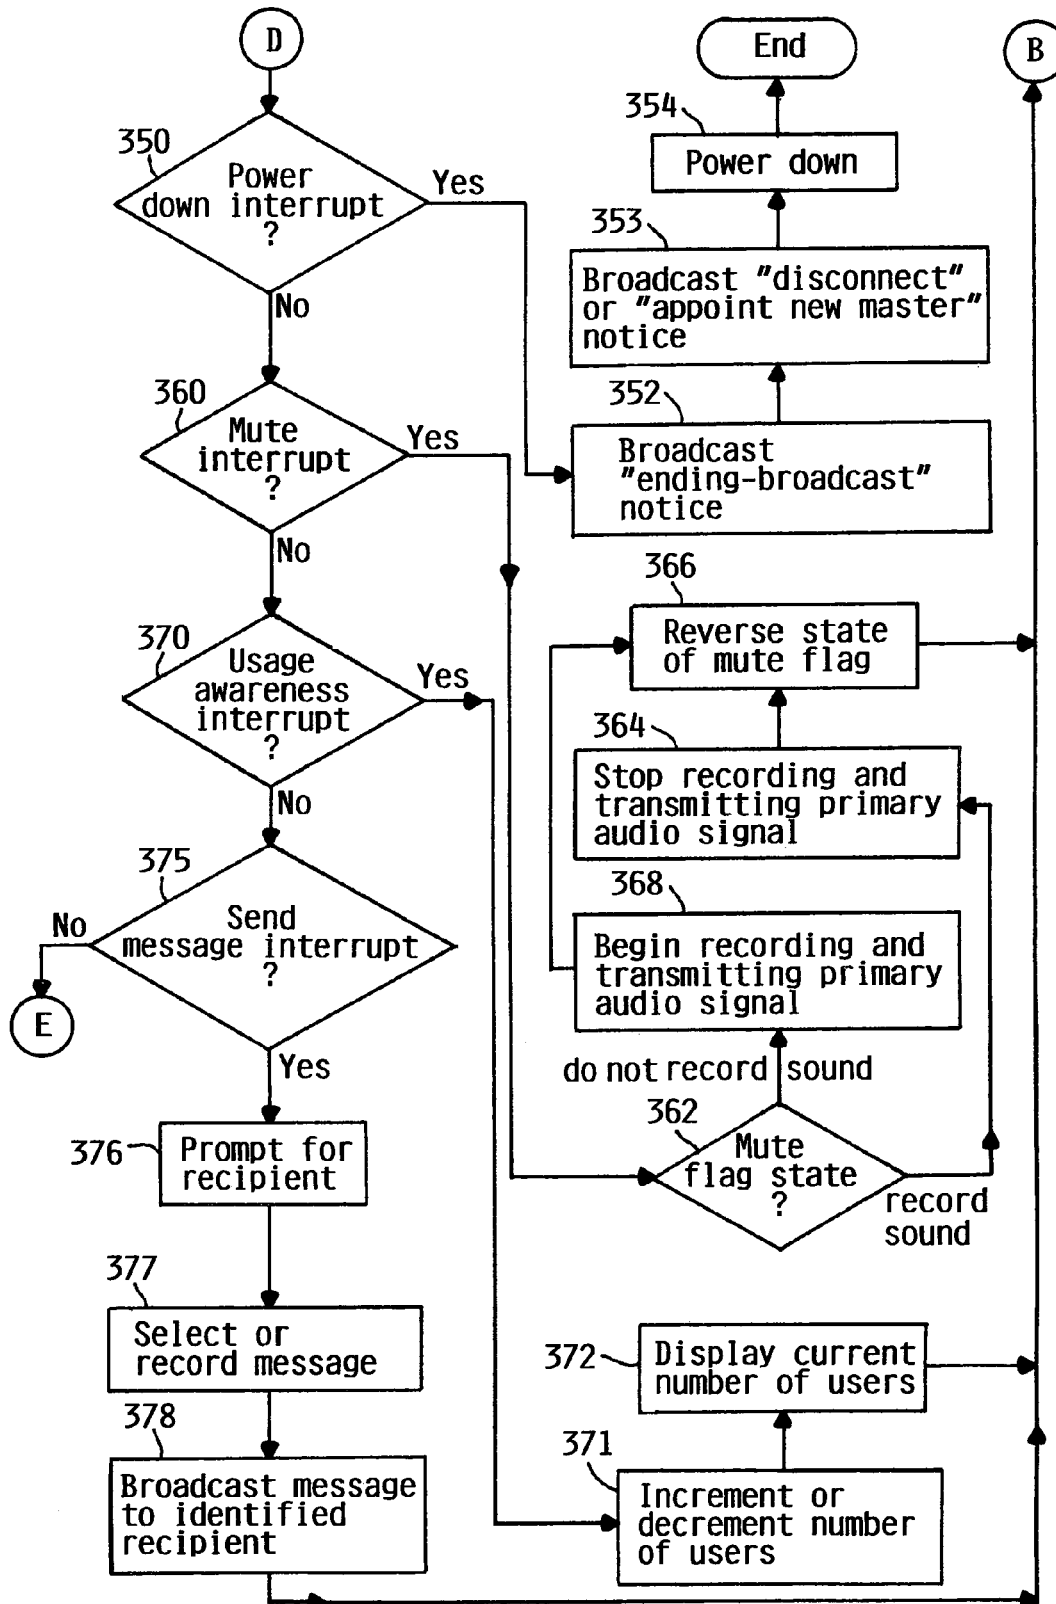 D
End
B
354
350
Power down
Power
down interrupt
?
Yes
353
Broadcast "disconnect"
or "appoint new master"
notice
No
352
360
Mute
interrupt
?
Yes
Broadcast
"ending-broadcast"
notice
No
366
Reverse state
of mute flag
370
Usage
awareness
interrupt
?
Yes
364
Stop recording and
transmitting primary
audio signal
No
375
368
No
Send
message interrupt
?
Begin recording and
transmitting primary
audio signal
E
Yes
do not record sound
362
Mute
flag state
?
record
sound
376
Prompt for
recipient
377
Select or
record message
372
Display current
number of users
378
371
Broadcast message
to identified
recipient
Increment or
decrement number
of users